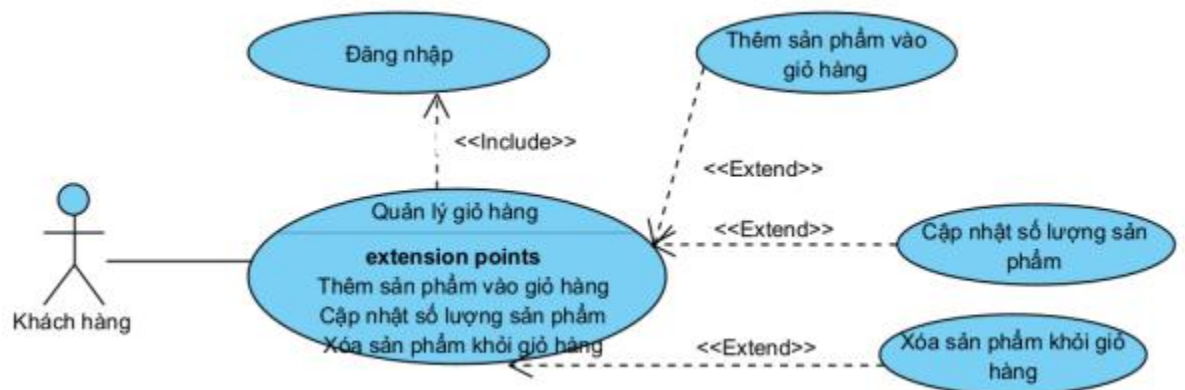 Đăng nhập
Thêm sản phẩm vào
giỏ hàng
<<Include>>
<<Extend>>
Quản lý giỏ hàng
extension points
Thêm sản phẩm vào giỏ hàng
Cập nhật số lượng sản phẩm
Xóa sản phẩm khỏi giỏ hàng
<<Extend>>
Cập nhật số lượng sản
phẩm
Khách hàng
<<Extend>>
Xóa sản phẩm khỏi giỏ
hàng